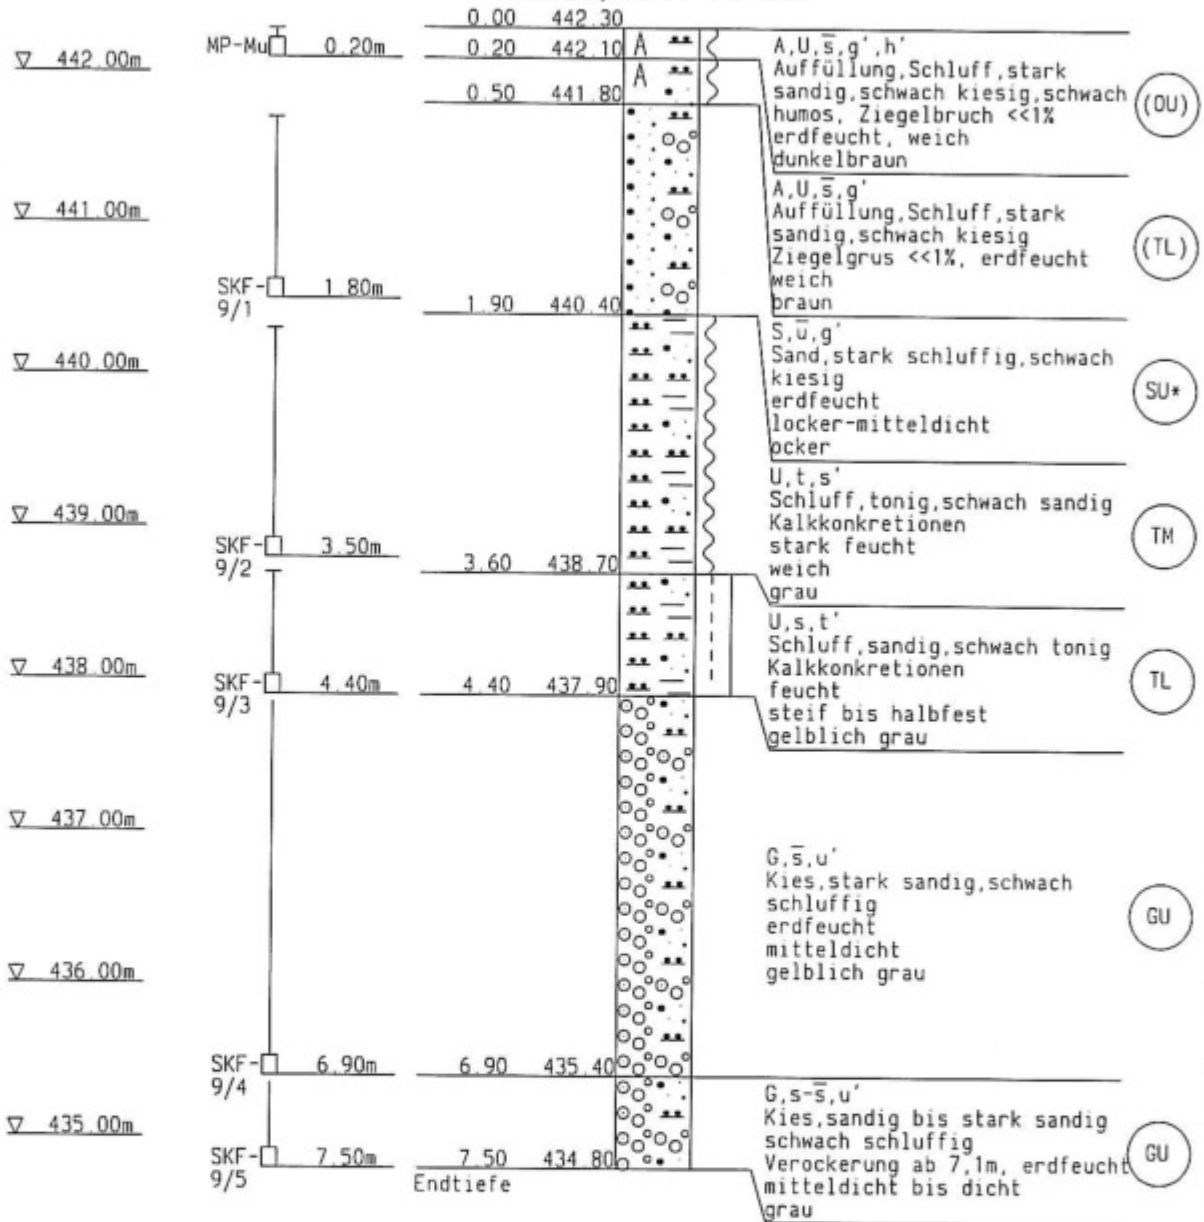 0.00 442.30
MP-Mu 0.20m 0.20 442.10 A
▽ 442.00m
A
0.50 441.80
A,U,s̅,g',h'
Auffüllung,Schluff,stark
sandig,schwach kiesig,schwach
humos, Ziegelbruch <<1%
erdfeucht, weich
dunkelbraun
(OU)
▽ 441.00m
A,U,s̅,g'
Auffüllung,Schluff,stark
sandig,schwach kiesig
Ziegelgrus <<1%, erdfeucht
weich
braun
(TL)
SKF-
9/1
1.80m
1.90 440.40
▽ 440.00m
S,u̅,g'
Sand,stark schluffig,schwach
kiesig
erdfeucht
locker-mitteldicht
ocker
SU*
▽ 439.00m
U,t,s'
Schluff,tonig,schwach sandig
Kalkkonkretionen
stark feucht
weich
grau
TM
SKF-
9/2
3.50m
3.60 438.70
▽ 438.00m
U,s,t'
Schluff,sandig,schwach tonig
Kalkkonkretionen
feucht
steif bis halbfest
gelblich grau
TL
SKF-
9/3
4.40m
4.40 437.90
▽ 437.00m
G,s̅,u'
Kies,stark sandig,schwach
schluffig
erdfeucht
mitteldicht
gelblich grau
GU
▽ 436.00m
SKF-
9/4
6.90m
6.90 435.40
▽ 435.00m
G,s-s̅,u'
Kies,sandig bis stark sandig
schwach schluffig
Verockerung ab 7,1m, erdfeucht
mitteldicht bis dicht
grau
GU
SKF-
9/5
7.50m
7.50 434.80
Endtiefe